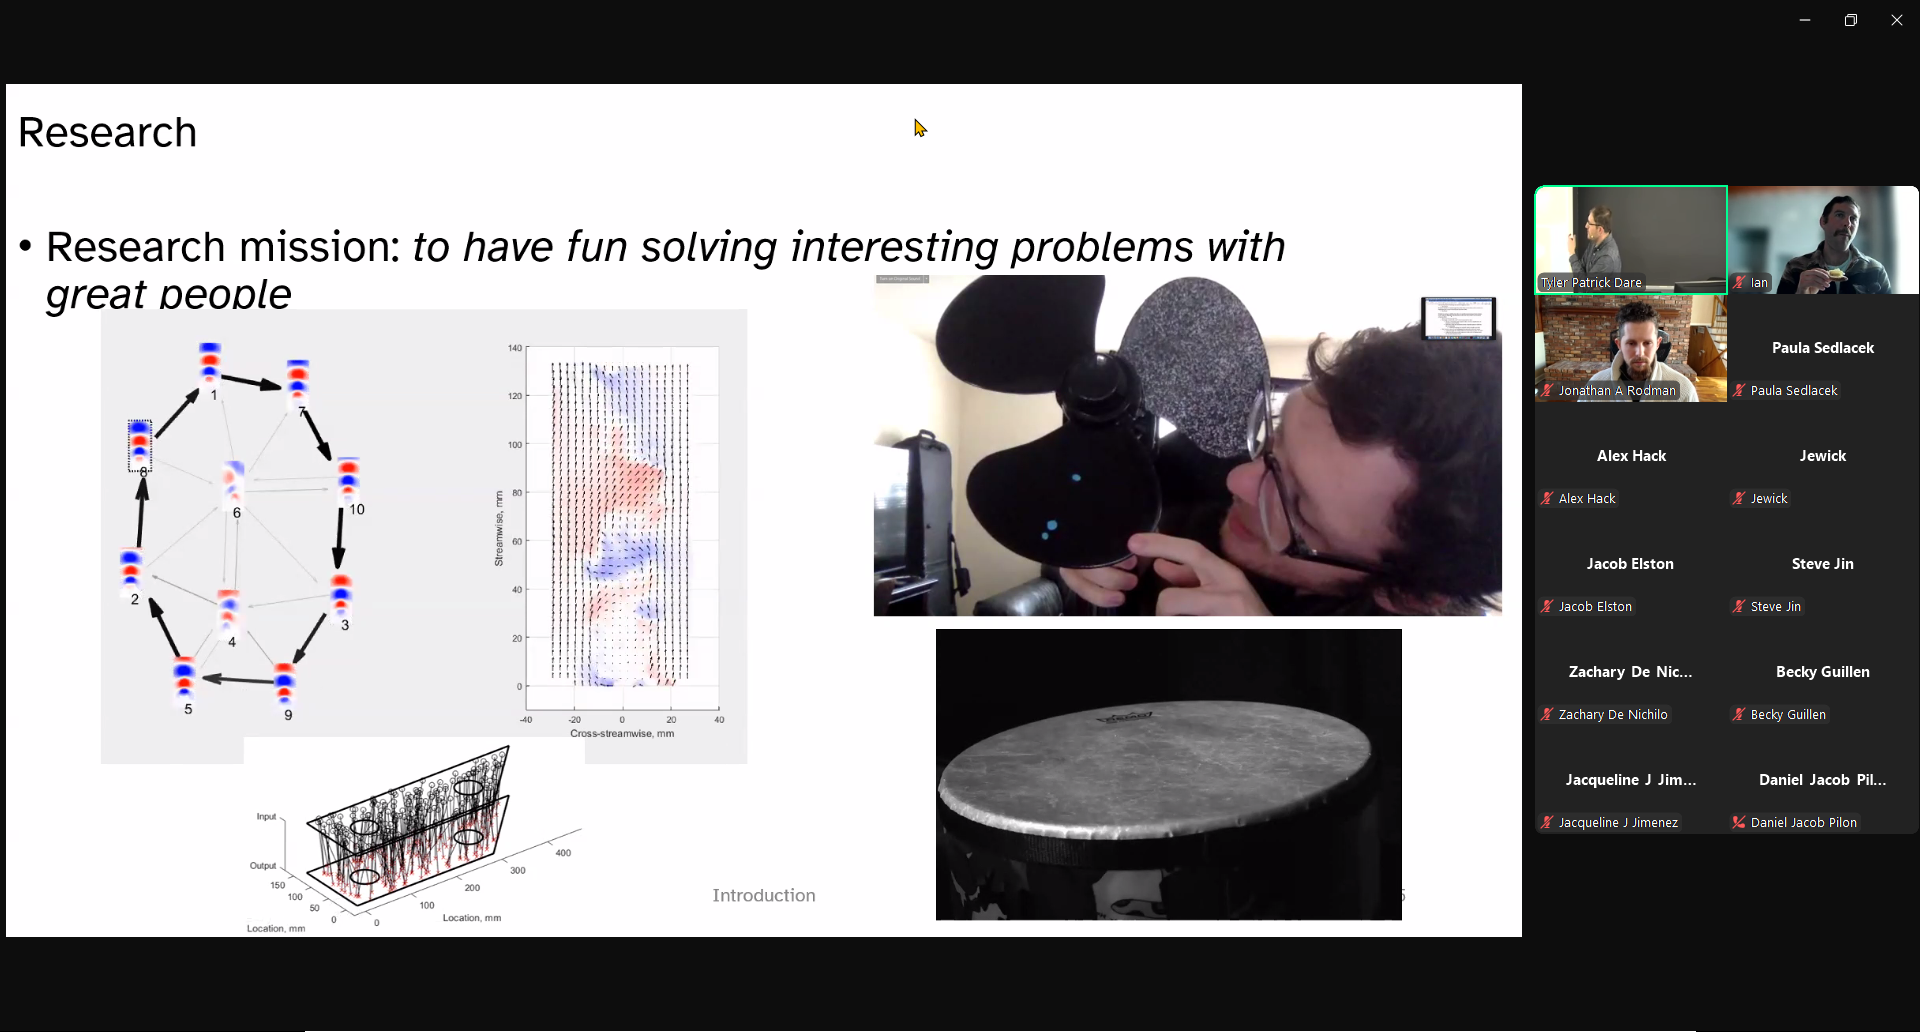 Research
• Research mission: to have fun solving interesting problems with
great people
1
7
8
6
10
2
4
3
5
9
140
120
100
80
60
40
20
0
-40
-20
0
20
40
Streamwise, mm
Cross-streamwise, mm
Input
Output
150
100
50
0
0
100
200
300
400
Location, mm
Location, mm
REMO
Introduction
Tyler Patrick Dare
Ian
Jonathan A Rodman
Paula Sedlacek
Paula Sedlacek
Alex Hack
Alex Hack
Jewick
Jewick
Jacob Elston
Jacob Elston
Steve Jin
Steve Jin
Zachary De Nic...
Zachary De Nichilo
Becky Guillen
Becky Guillen
Jacqueline J Jim...
Jacqueline J Jimenez
Daniel Jacob Pil...
Daniel Jacob Pilon